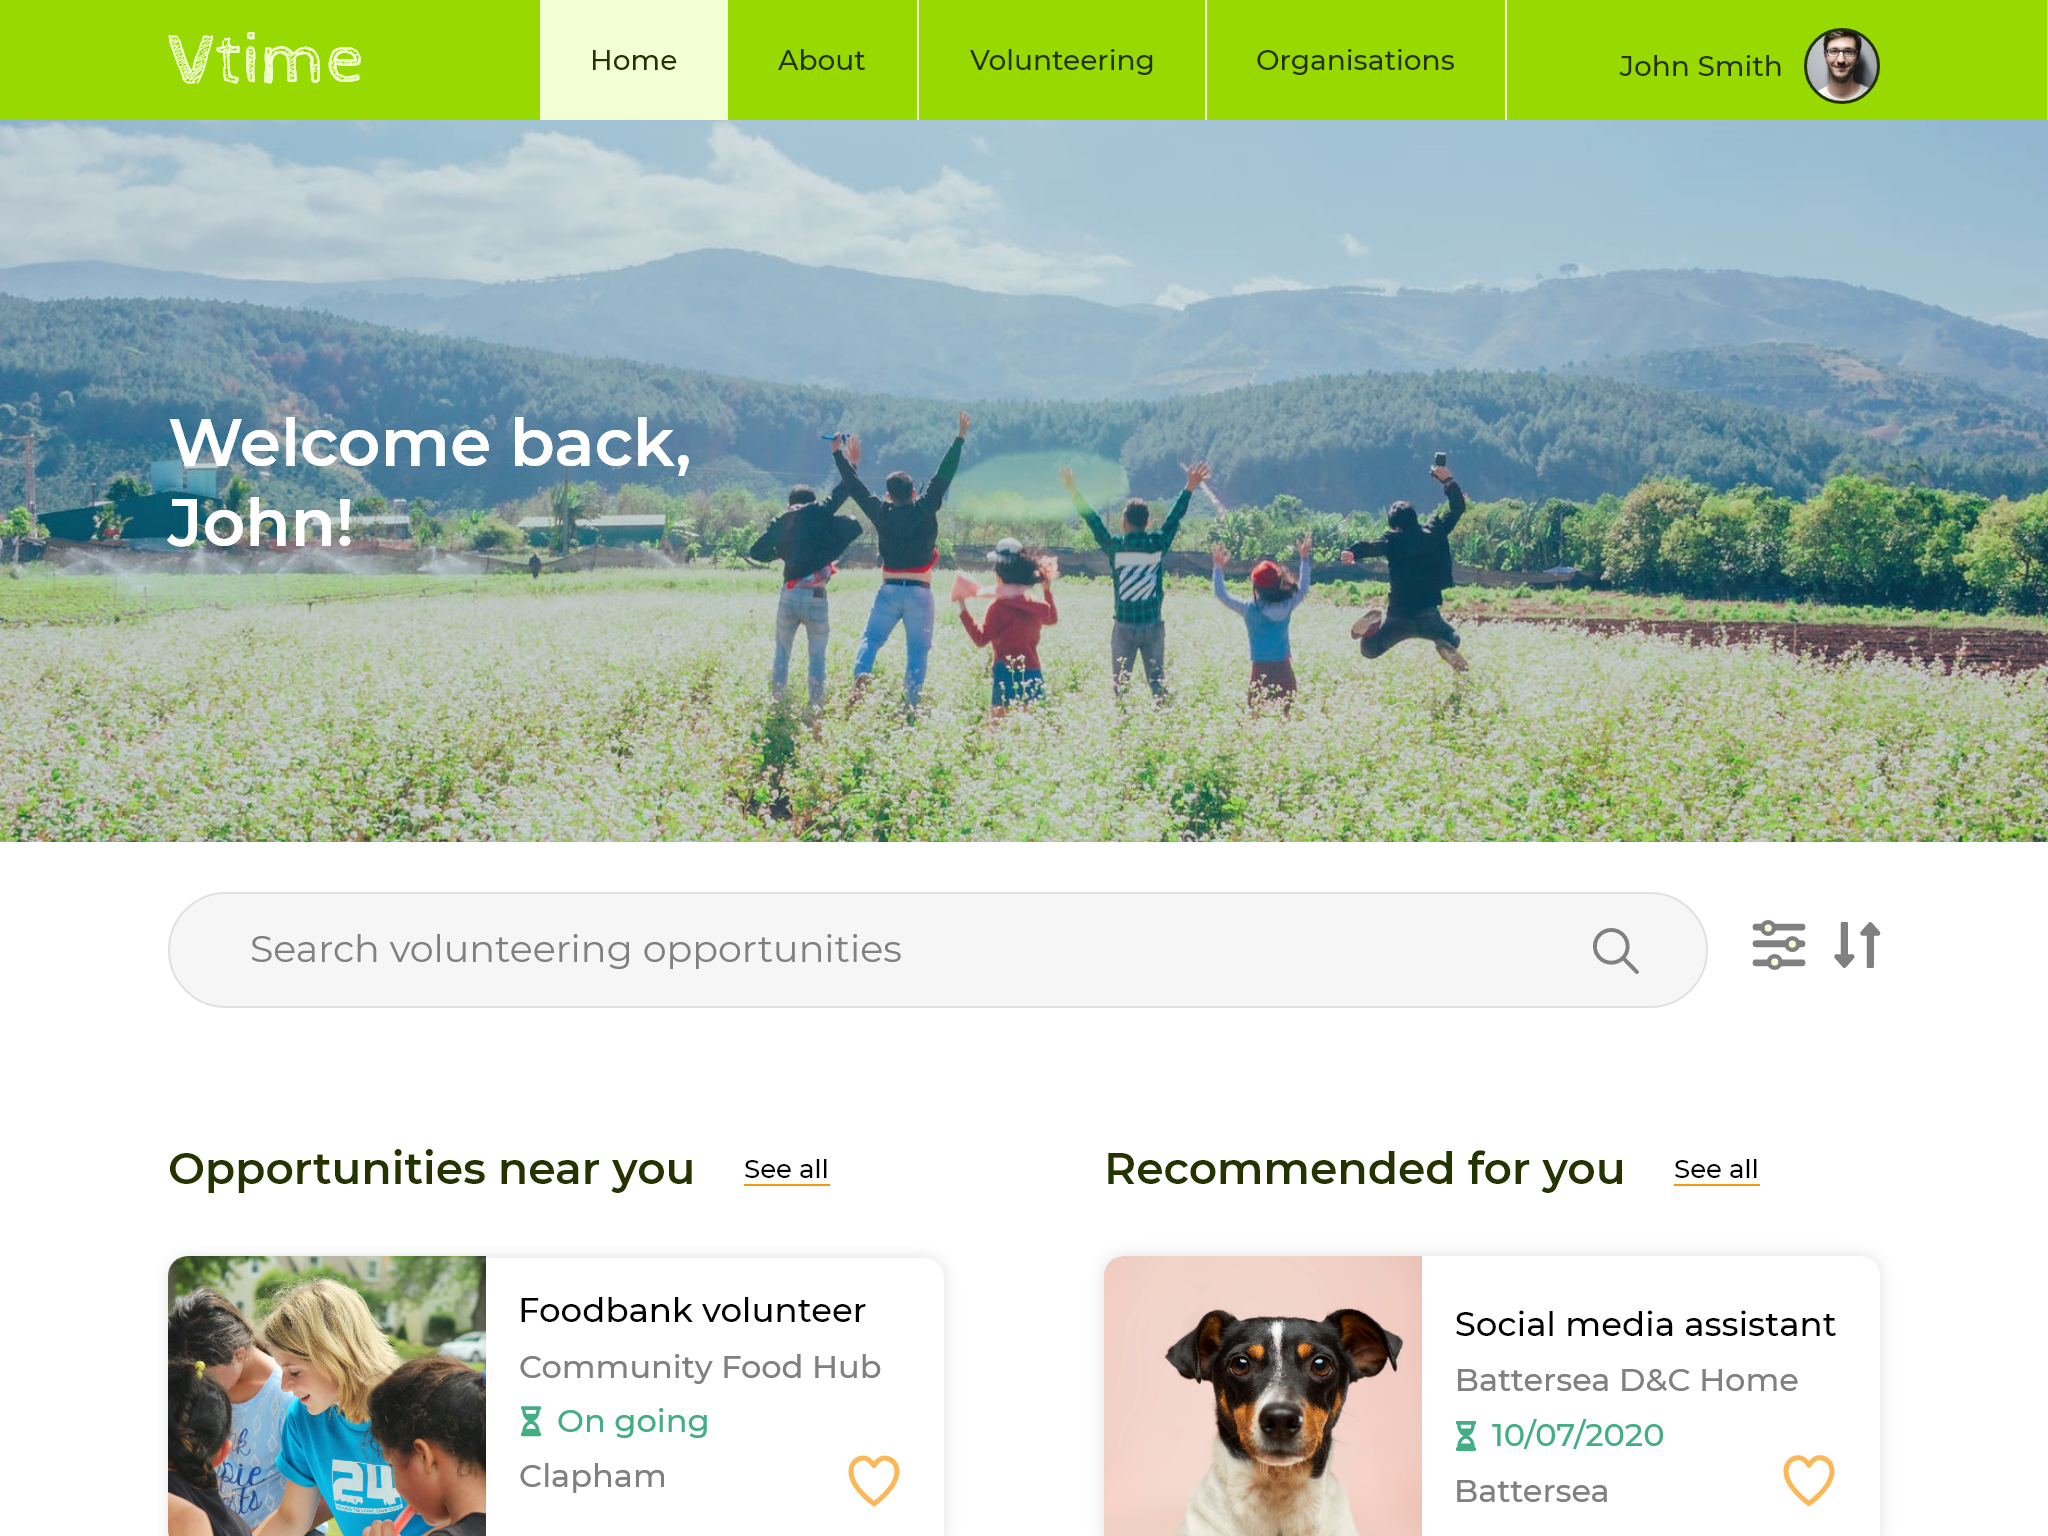 Vtime
Home
About
Volunteering
Organisations
John Smith
Welcome back,
John!
Search volunteering opportunities
Opportunities near you
See all
Recommended for you
See all
Foodbank volunteer
Community Food Hub
On going
Clapham
24
Social media assistant
Battersea D&C Home
10/07/2020
Battersea